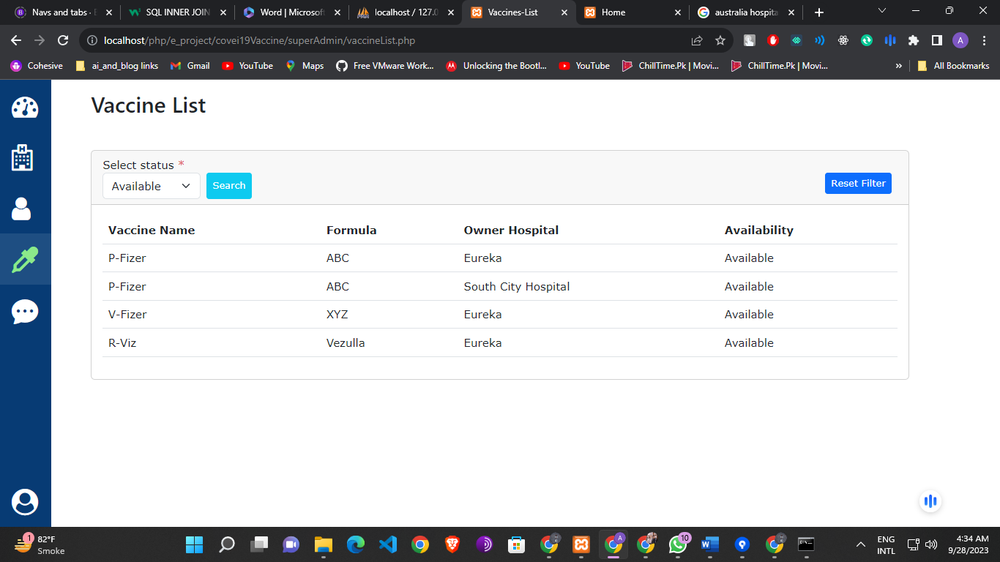 Navs and tabs · E
SQL INNER JOIN
Word | Microsof
localhost / 127.0
Vaccines-List
Home
australia hospita
localhost/php/e_project/covei19Vaccine/superAdmin/vaccineList.php
A
Cohesive
ai_and_blog links
Gmail
YouTube
Maps
Free VMware Work...
Unlocking the Bootl...
YouTube
ChillTime.Pk | Movi...
ChillTime.Pk | Movi...
»
All Bookmarks
Vaccine List
Select status *
Available
Search
Reset Filter
Vaccine Name Formula Owner Hospital Availability
P-Fizer ABC Eureka Available
P-Fizer ABC South City Hospital Available
V-Fizer XYZ Eureka Available
R-Viz Vezulla Eureka Available
1
82°F
Smoke
A
10
ENG
INTL
4:34 AM
9/28/2023